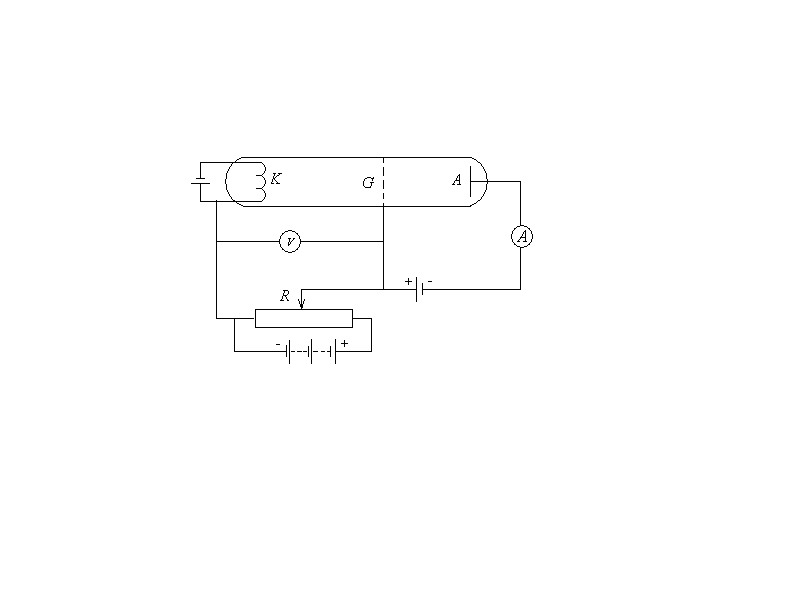 K G A
V A
+ -
R
- +